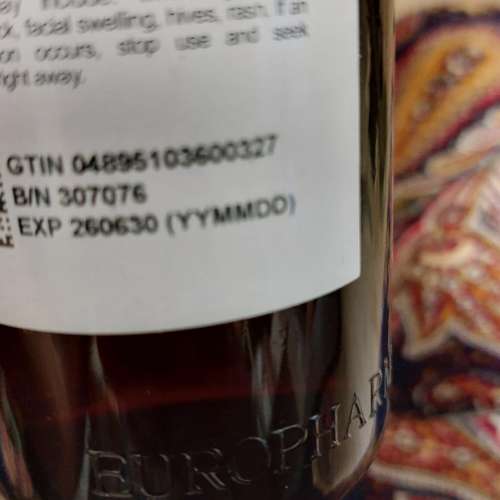 facial swelling, hives, rash. If an
occurs, stop use and seek
right away.
GTIN 04895103600327
B/N 307076
EXP 260630 (YYMMDD)
EUROPHAR